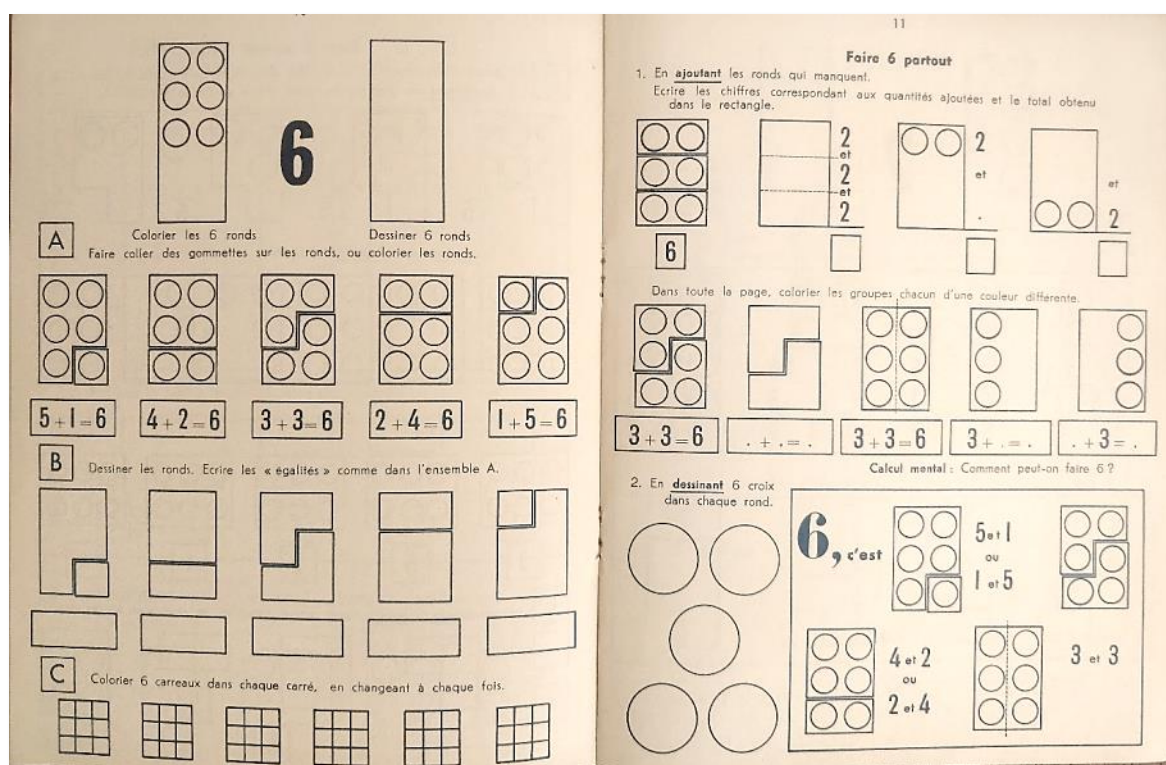 6
Colorier les 6 ronds
Dessiner 6 ronds
A
Faire coller des gommettes sur les ronds, ou colorier les ronds.
5+1=6
4+2=6
3+3=6
2+4=6
1+5=6
B
Dessiner les ronds. Ecrire les « égalités » comme dans l'ensemble A.
C
Colorier 6 carreaux dans chaque carré, en changeant à chaque fois.
11
Faire 6 partout
1. En ajoutant les ronds qui manquent.
Ecrire les chiffres correspondant aux quantités ajoutées et le total obtenu
dans le rectangle.
6
2
et
2
et
2
2
et
.
et
2
Dans toute la page, colorier les groupes chacun d'une couleur différente.
3+3=6
. + . = .
3+3=6
3+ . = .
. +3= .
Calcul mental : Comment peut-on faire 6 ?
2. En dessinant 6 croix
dans chaque rond.
6, c'est
5 et 1
ou
1 et 5
4 et 2
ou
2 et 4
3 et 3